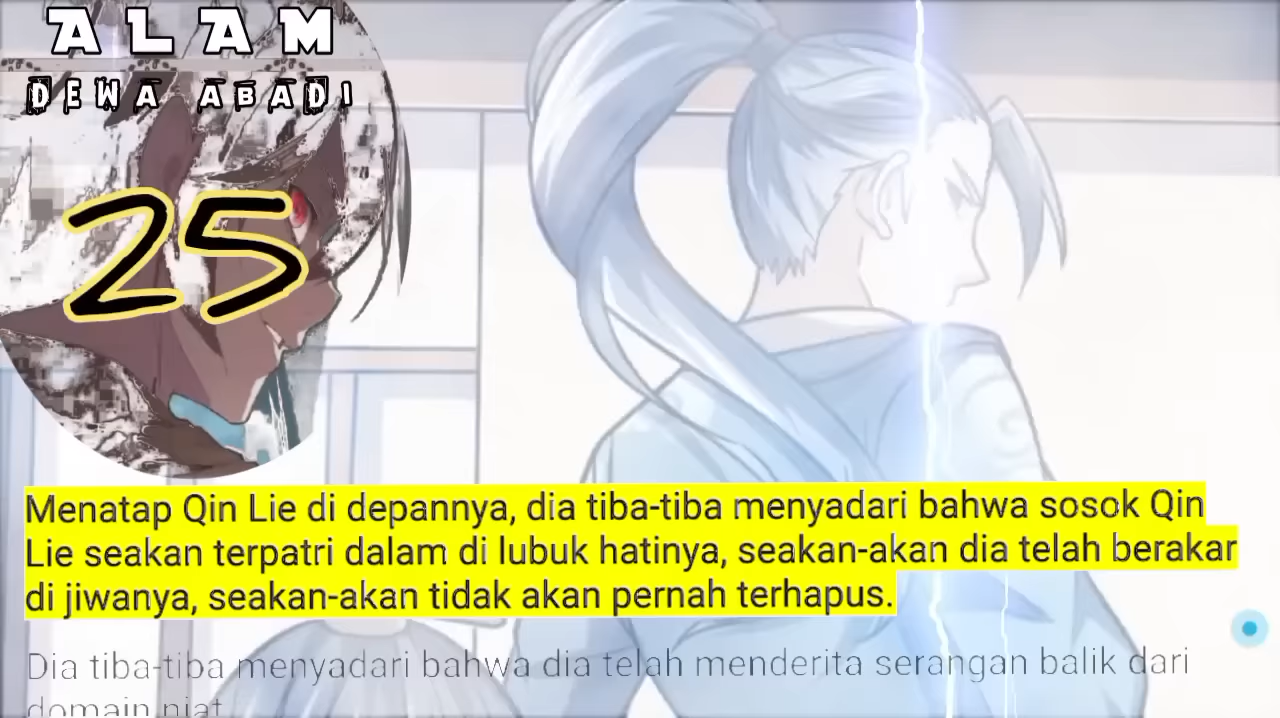 ALAM
DEWA ABADI
25
Menatap Qin Lie di depannya, dia tiba-tiba menyadari bahwa sosok Qin
Lie seakan terpatri dalam di lubuk hatinya, seakan-akan dia telah berakar
di jiwanya, seakan-akan tidak akan pernah terhapus.
Dia tiba-tiba menyadari bahwa dia telah menderita serangan balik dari
domain niat